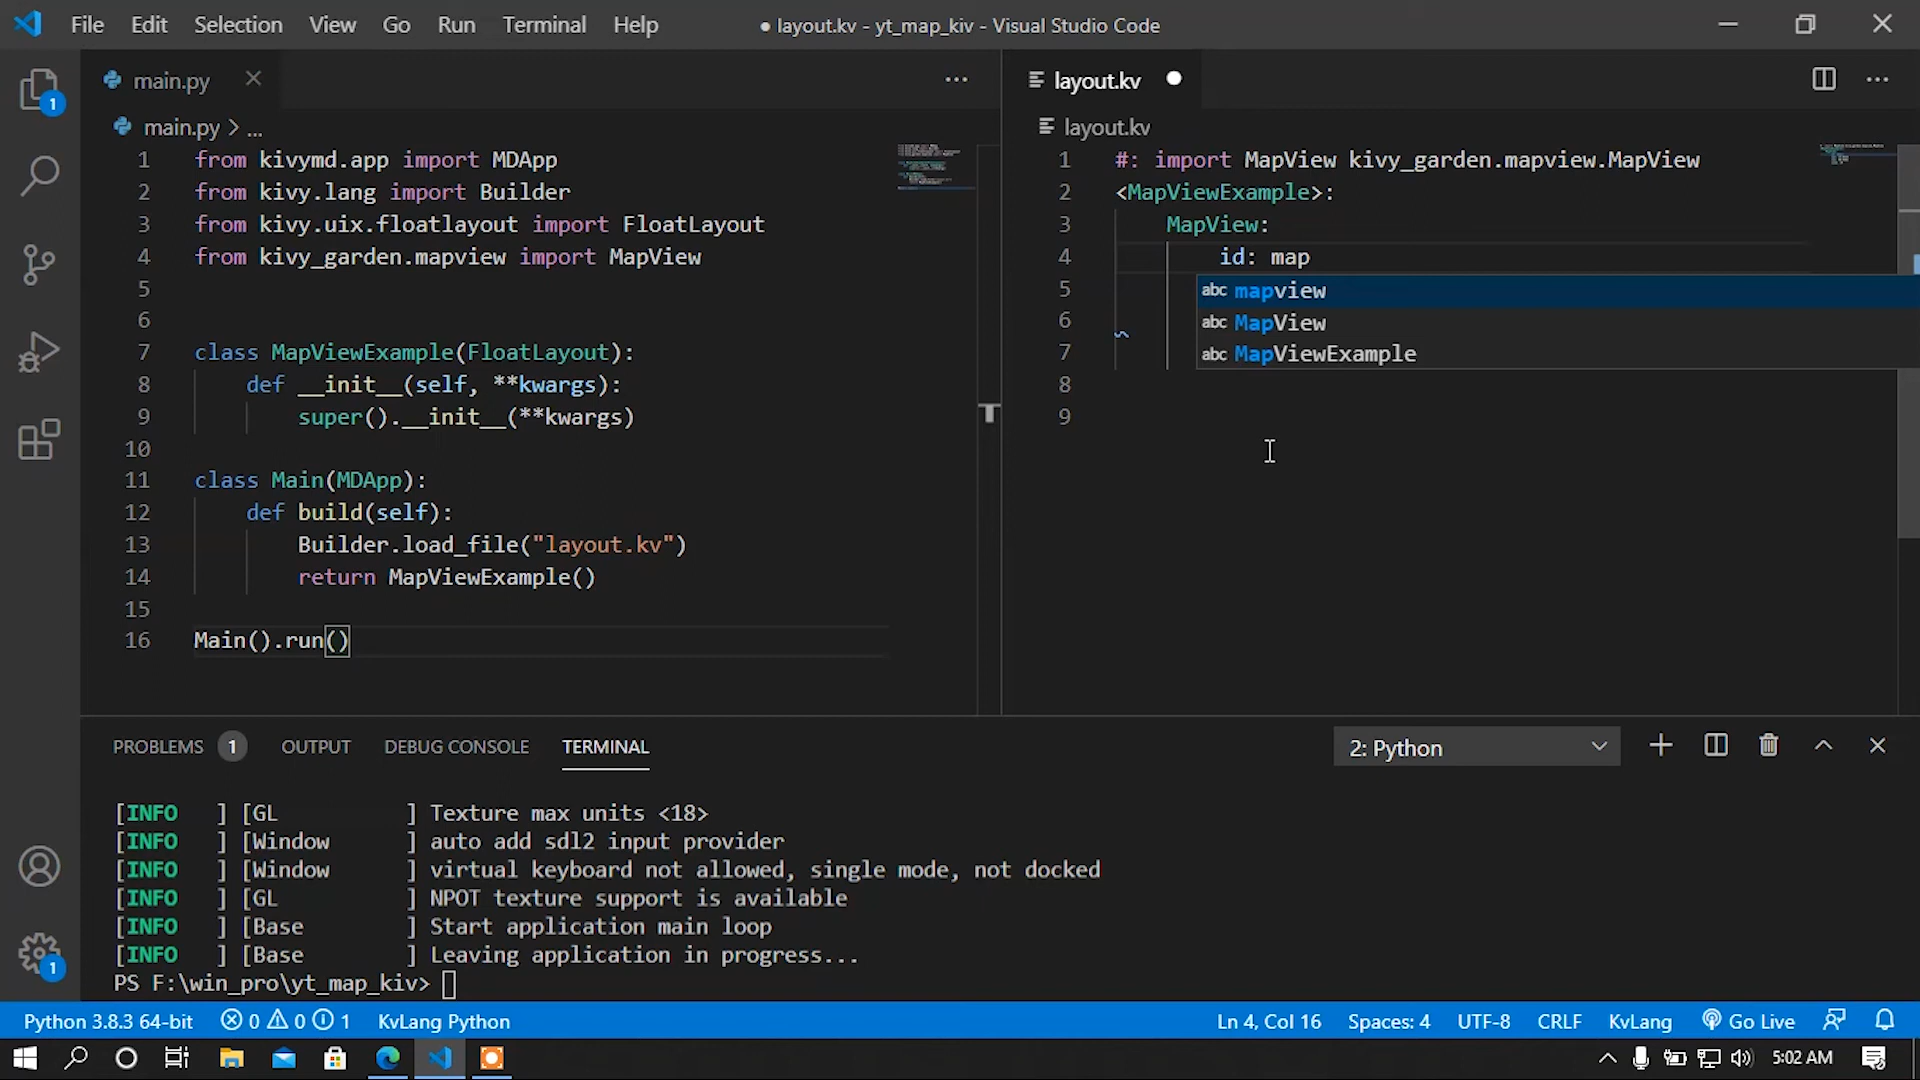 File Edit Selection View Go Run Terminal Help
● layout.kv - yt_map_kiv - Visual Studio Code
main.py
main.py > ...
1 from kivymd.app import MDApp
2 from kivy.lang import Builder
3 from kivy.uix.floatlayout import FloatLayout
4 from kivy_garden.mapview import MapView
5
6
7 class MapViewExample(FloatLayout):
8 def __init__(self, **kwargs):
9 super().__init__(**kwargs)
10
11 class Main(MDApp):
12 def build(self):
13 Builder.load_file("layout.kv")
14 return MapViewExample()
15
16 Main().run()
layout.kv
layout.kv
1 #: import MapView kivy_garden.mapview.MapView
2 <MapViewExample>:
3 MapView:
4 id: map
5
6
7
8
9
abc mapview
abc MapView
abc MapViewExample
1
1
PROBLEMS 1 OUTPUT DEBUG CONSOLE TERMINAL 2: Python
[INFO ] [GL ] Texture max units <18>
[INFO ] [Window ] auto add sdl2 input provider
[INFO ] [Window ] virtual keyboard not allowed, single mode, not docked
[INFO ] [GL ] NPOT texture support is available
[INFO ] [Base ] Start application main loop
[INFO ] [Base ] Leaving application in progress...
PS F:\win_pro\yt_map_kiv>
Python 3.8.3 64-bit 0 0 1 KvLang Python Ln 4, Col 16 Spaces: 4 UTF-8 CRLF KvLang Go Live
5:02 AM